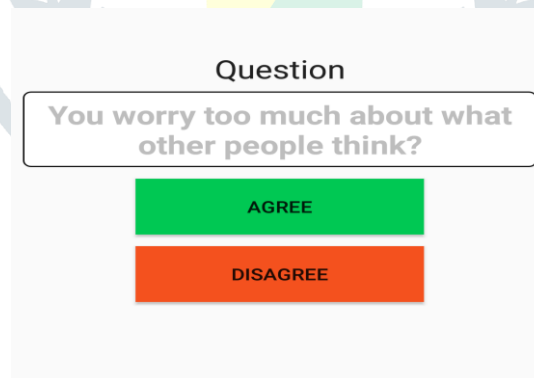 Question
You worry too much about what
other people think?
AGREE
DISAGREE